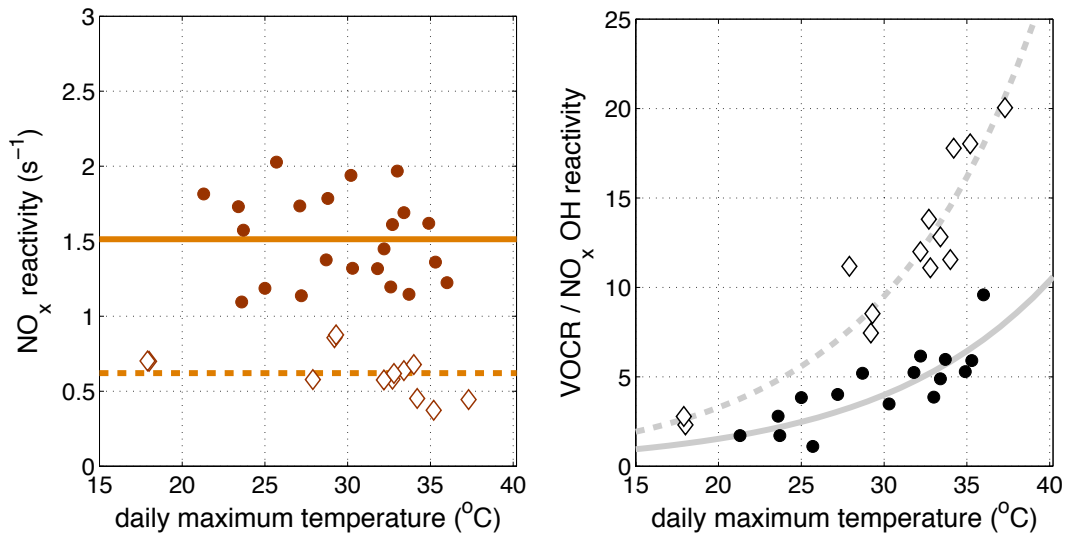 NOx reactivity (s−1)
3
2.5
2
1.5
1
0.5
0
15 20 25 30 35 40
daily maximum temperature (oC)
VOCR / NOx OH reactivity
25
20
15
10
5
0
15 20 25 30 35 40
daily maximum temperature (oC)